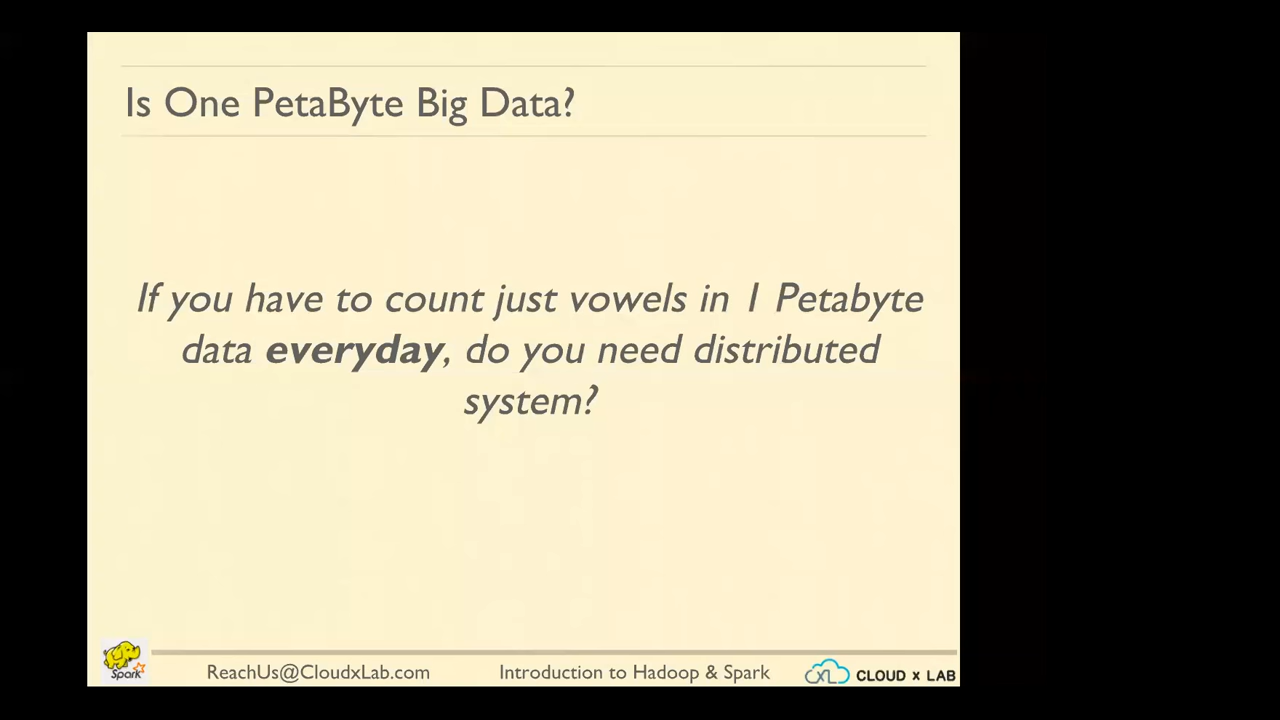 Is One PetaByte Big Data?
If you have to count just vowels in 1 Petabyte
data everyday, do you need distributed
system?
Spark
ReachUs@CloudxLab.com
Introduction to Hadoop & Spark
XL
CLOUD x LAB